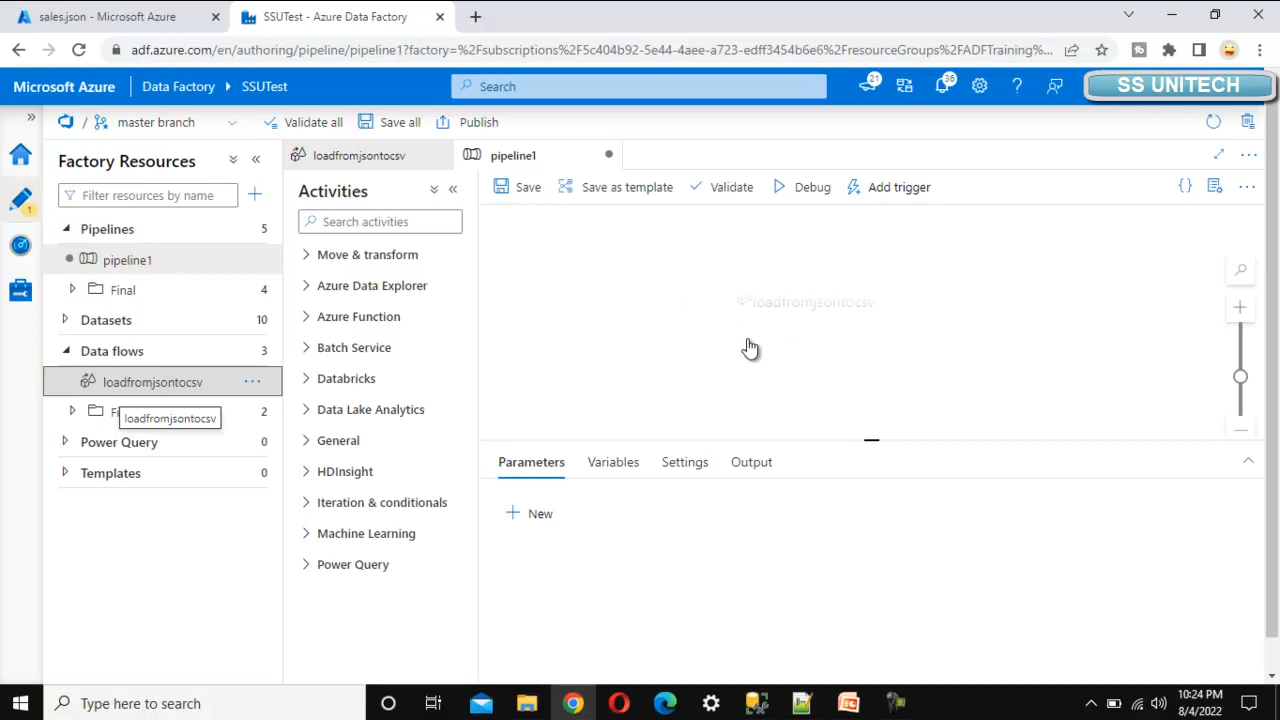 sales.json - Microsoft Azure
SSUTest - Azure Data Factory
adf.azure.com/en/authoring/pipeline/pipeline1?factory=%2Fsubscriptions%2F5c404b92-5e44-4aee-a723-edff3454b6e6%2FresourceGroups%2FADFTraining%...
Microsoft Azure
Data Factory
SSUTest
Search
21
36
SS UNITECH
/
master branch
Validate all
Save all
Publish
1
Factory Resources
Filter resources by name
Pipelines 5
pipeline1
Final 4
Datasets 10
Data flows 3
loadfromjsontocsv ...
2
loadfromjsontocsv
Power Query 0
Templates 0
loadfromjsontocsv
pipeline1
Activities
Search activities
Move & transform
Azure Data Explorer
Azure Function
Batch Service
Databricks
Data Lake Analytics
General
HDInsight
Iteration & conditionals
Machine Learning
Power Query
Save
Save as template
Validate
Debug
Add trigger
loadfromjsontocsv
Parameters
Variables
Settings
Output
New
Type here to search
10:24 PM
8/4/2022